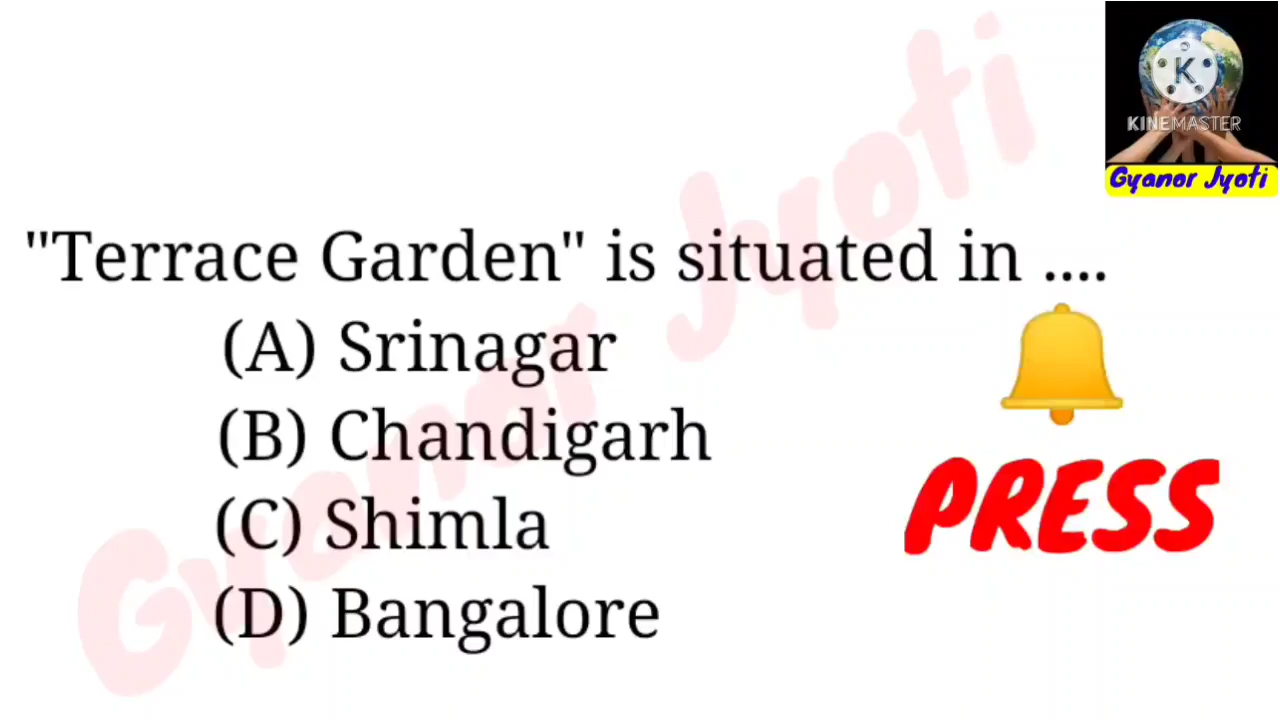 K
KINEMASTER
Gyanor Jyoti
Gyanor Jyoti
"Terrace Garden" is situated in ....
(A) Srinagar
(B) Chandigarh
(C) Shimla
(D) Bangalore
PRESS